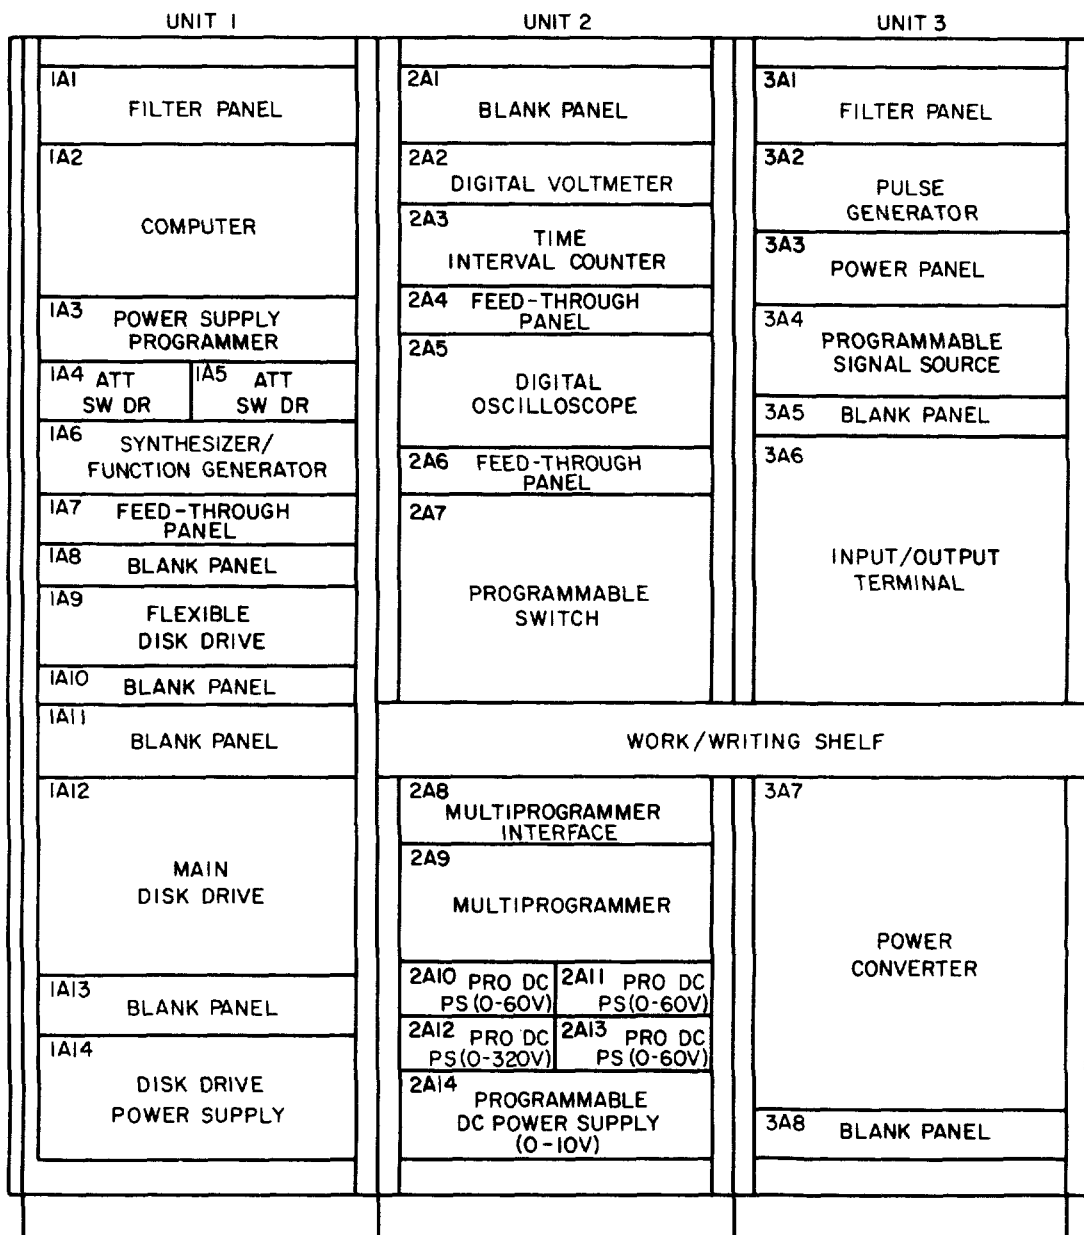 UNIT 1
1A1
FILTER PANEL
1A2
COMPUTER
1A3
POWER SUPPLY
PROGRAMMER
1A4 ATT
SW DR
1A5 ATT
SW DR
1A6
SYNTHESIZER/
FUNCTION GENERATOR
1A7
FEED-THROUGH
PANEL
1A8
BLANK PANEL
1A9
FLEXIBLE
DISK DRIVE
1A10
BLANK PANEL
1A11
BLANK PANEL
1A12
MAIN
DISK DRIVE
1A13
BLANK PANEL
1A14
DISK DRIVE
POWER SUPPLY
UNIT 2
2A1
BLANK PANEL
2A2
DIGITAL VOLTMETER
2A3
TIME
INTERVAL COUNTER
2A4 FEED-THROUGH
PANEL
2A5
DIGITAL
OSCILLOSCOPE
2A6 FEED-THROUGH
PANEL
2A7
PROGRAMMABLE
SWITCH
WORK/WRITING SHELF
2A8
MULTIPROGRAMMER
INTERFACE
2A9
MULTIPROGRAMMER
2A10 PRO DC
PS(0-60V)
2A11 PRO DC
PS(0-60V)
2A12 PRO DC
PS(0-320V)
2A13 PRO DC
PS(0-60V)
2A14
PROGRAMMABLE
DC POWER SUPPLY
(0-10V)
UNIT 3
3A1
FILTER PANEL
3A2
PULSE
GENERATOR
3A3
POWER PANEL
3A4
PROGRAMMABLE
SIGNAL SOURCE
3A5 BLANK PANEL
3A6
INPUT/OUTPUT
TERMINAL
3A7
POWER
CONVERTER
3A8 BLANK PANEL